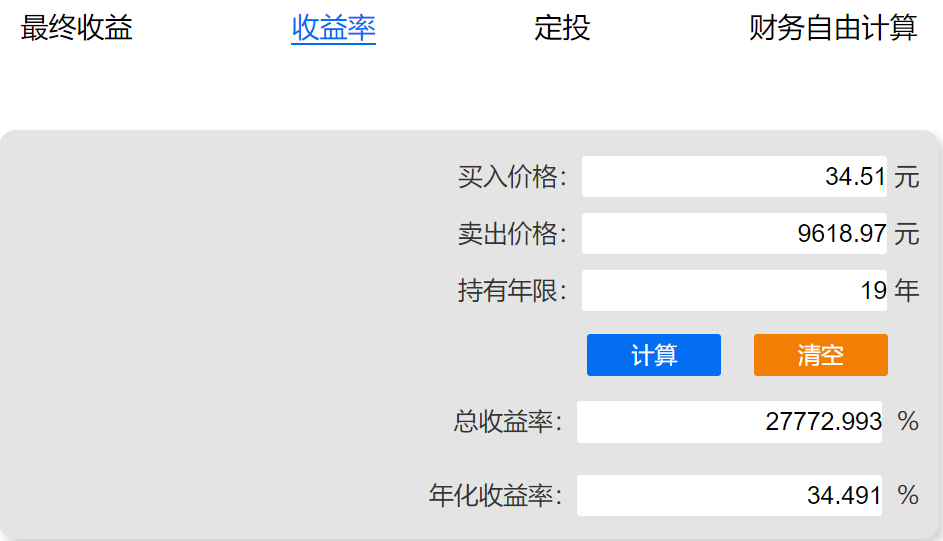 最终收益 收益率 定投 财务自由计算
买入价格： 34.51 元
卖出价格： 9618.97 元
持有年限： 19 年
计算 清空
总收益率： 27772.993 %
年化收益率： 34.491 %